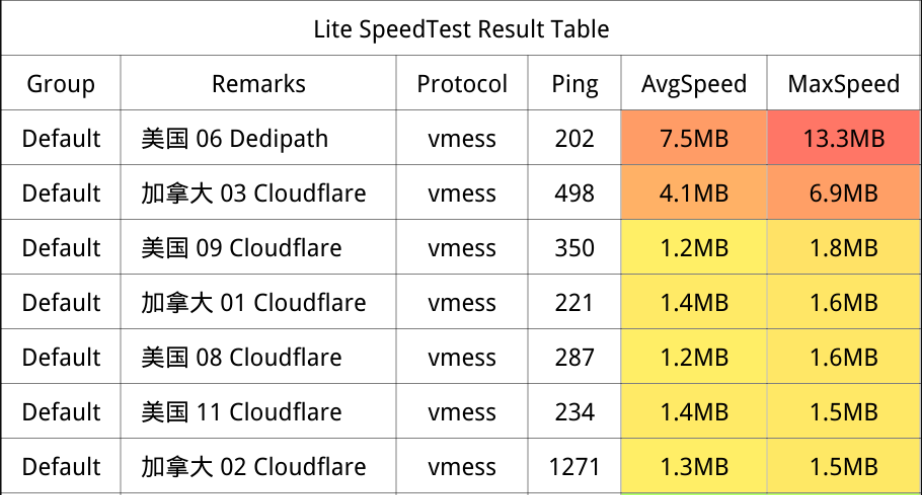 Lite SpeedTest Result Table
Group Remarks Protocol Ping AvgSpeed MaxSpeed
Default 美国 06 Dedipath vmess 202 7.5MB 13.3MB
Default 加拿大 03 Cloudflare vmess 498 4.1MB 6.9MB
Default 美国 09 Cloudflare vmess 350 1.2MB 1.8MB
Default 加拿大 01 Cloudflare vmess 221 1.4MB 1.6MB
Default 美国 08 Cloudflare vmess 287 1.2MB 1.6MB
Default 美国 11 Cloudflare vmess 234 1.4MB 1.5MB
Default 加拿大 02 Cloudflare vmess 1271 1.3MB 1.5MB